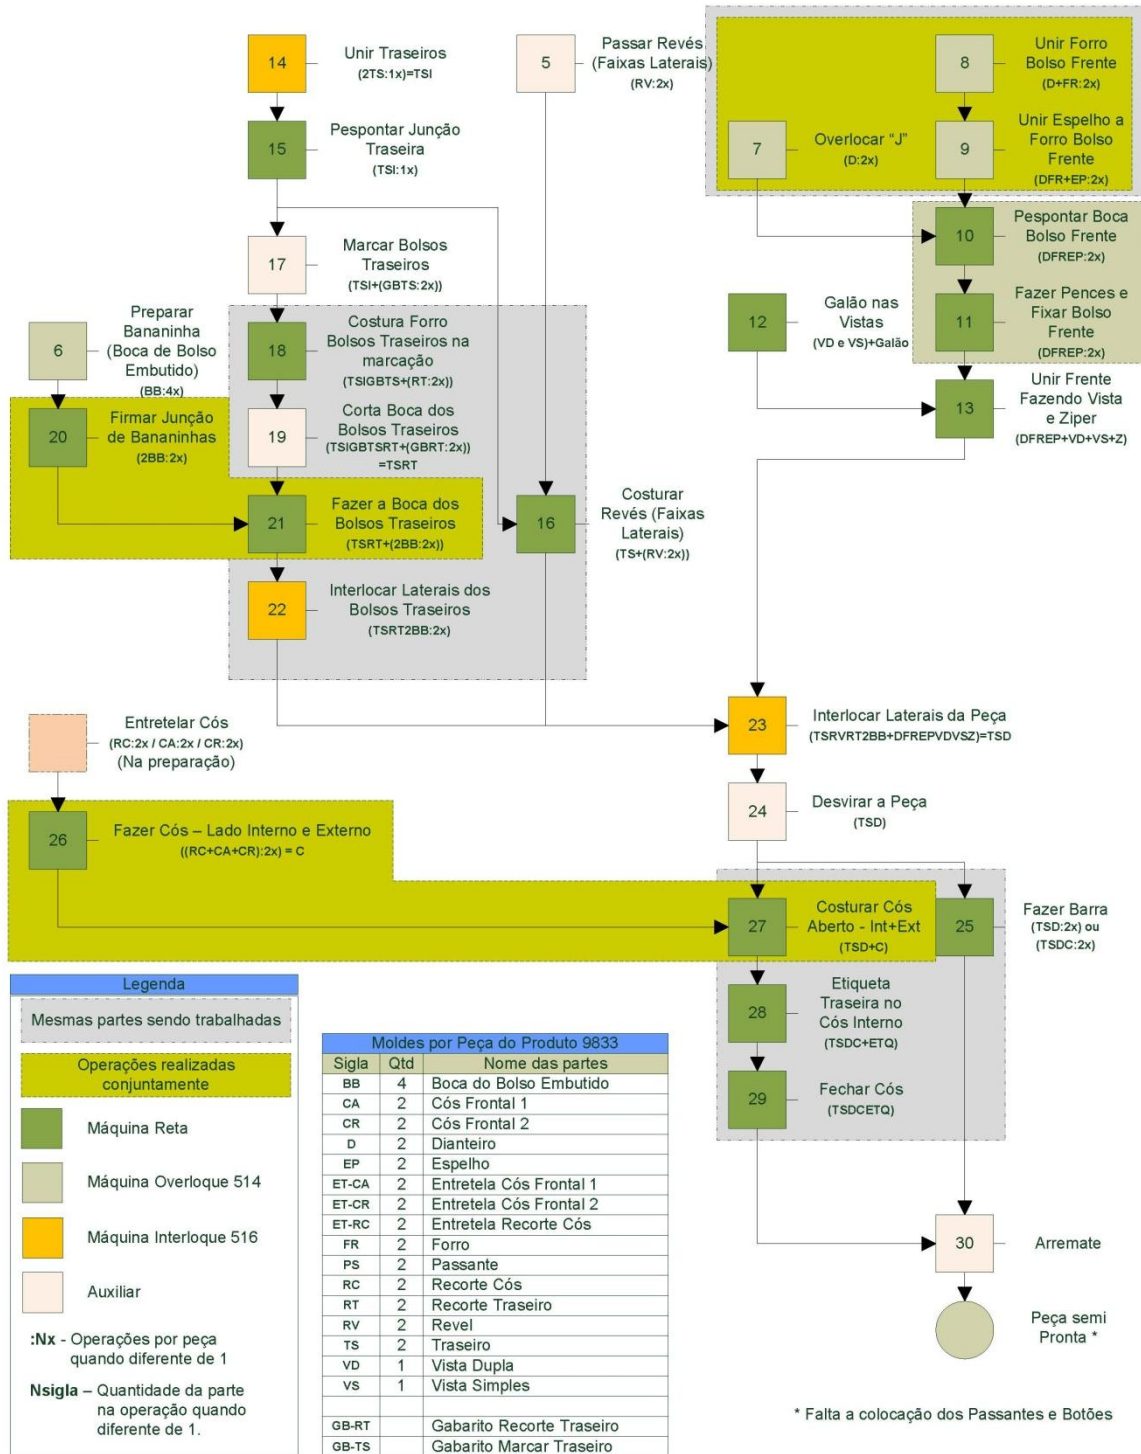 14
Unir Traseiros
(2TS:1x)=TSI
5
Passar Revés
(Faixas Laterais)
(RV:2x)
8
Unir Forro
Bolso Frente
(D+FR:2x)
15
Pespontar Junção
Traseira
(TSI:1x)
7
Overlocar “J”
(D:2x)
9
Unir Espelho a
Forro Bolso
Frente
(DFR+EP:2x)
17
Marcar Bolsos
Traseiros
(TSI+(GBTS:2x))
10
Pespontar Boca
Bolso Frente
(DFREP:2x)
6
Preparar
Bananinha
(Boca de Bolso
Embutido)
(BB:4x)
18
Costura Forro
Bolsos Traseiros na
marcação
(TSIGBTS+(RT:2x))
12
Galão nas
Vistas
(VD e VS)+Galão
11
Fazer Pences e
Fixar Bolso
Frente
(DFREP:2x)
20
Firmar Junção
de Bananinhas
(2BB:2x)
19
Corta Boca dos
Bolsos Traseiros
(TSIGBTSRT+(GBRT:2x))
=TSRT
13
Unir Frente
Fazendo Vista
e Ziper
(DFREP+VD+VS+Z)
21
Fazer a Boca dos
Bolsos Traseiros
(TSRT+(2BB:2x))
16
Costurar
Revés (Faixas
Laterais)
(TS+(RV:2x))
22
Interlocar Laterais dos
Bolsos Traseiros
(TSRT2BB:2x)
Entretelar Cós
(RC:2x / CA:2x / CR:2x)
(Na preparação)
23
Interlocar Laterais da Peça
(TSRVRT2BB+DFREPVDVSZ)=TSD
24
Desvirar a Peça
(TSD)
26
Fazer Cós – Lado Interno e Externo
((RC+CA+CR):2x) = C
27
Costurar Cós
Aberto - Int+Ext
(TSD+C)
25
Fazer Barra
(TSD:2x) ou
(TSDC:2x)
28
Etiqueta
Traseira no
Cós Interno
(TSDC+ETQ)
29
Fechar Cós
(TSDCETQ)
30
Arremate
Peça semi
Pronta *
Legenda
Mesmas partes sendo trabalhadas
Operações realizadas
conjuntamente
Máquina Reta
Máquina Overloque 514
Máquina Interloque 516
Auxiliar
:Nx - Operações por peça
quando diferente de 1
Nsigla – Quantidade da parte
na operação quando
diferente de 1.
Moldes por Peça do Produto 9833
Sigla Qtd Nome das partes
BB 4 Boca do Bolso Embutido
CA 2 Cós Frontal 1
CR 2 Cós Frontal 2
D 2 Dianteiro
EP 2 Espelho
ET-CA 2 Entretela Cós Frontal 1
ET-CR 2 Entretela Cós Frontal 2
ET-RC 2 Entretela Recorte Cós
FR 2 Forro
PS 2 Passante
RC 2 Recorte Cós
RT 2 Recorte Traseiro
RV 2 Revel
TS 2 Traseiro
VD 1 Vista Dupla
VS 1 Vista Simples
GB-RT Gabarito Recorte Traseiro
GB-TS Gabarito Marcar Traseiro
* Falta a colocação dos Passantes e Botões